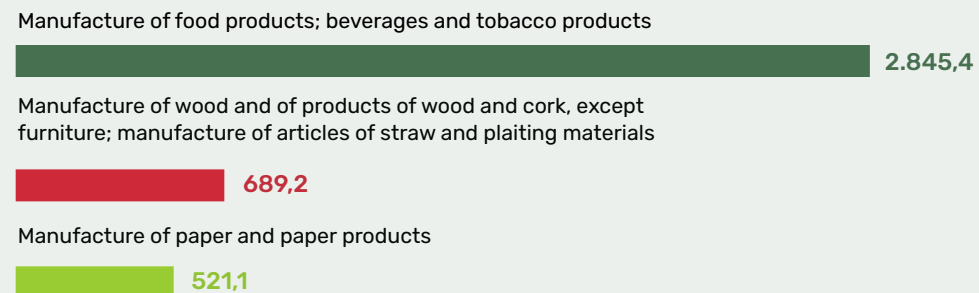 Manufacture of food products; beverages and tobacco products
2.845,4
Manufacture of wood and of products of wood and cork, except
furniture; manufacture of articles of straw and plaiting materials
689,2
Manufacture of paper and paper products
521,1